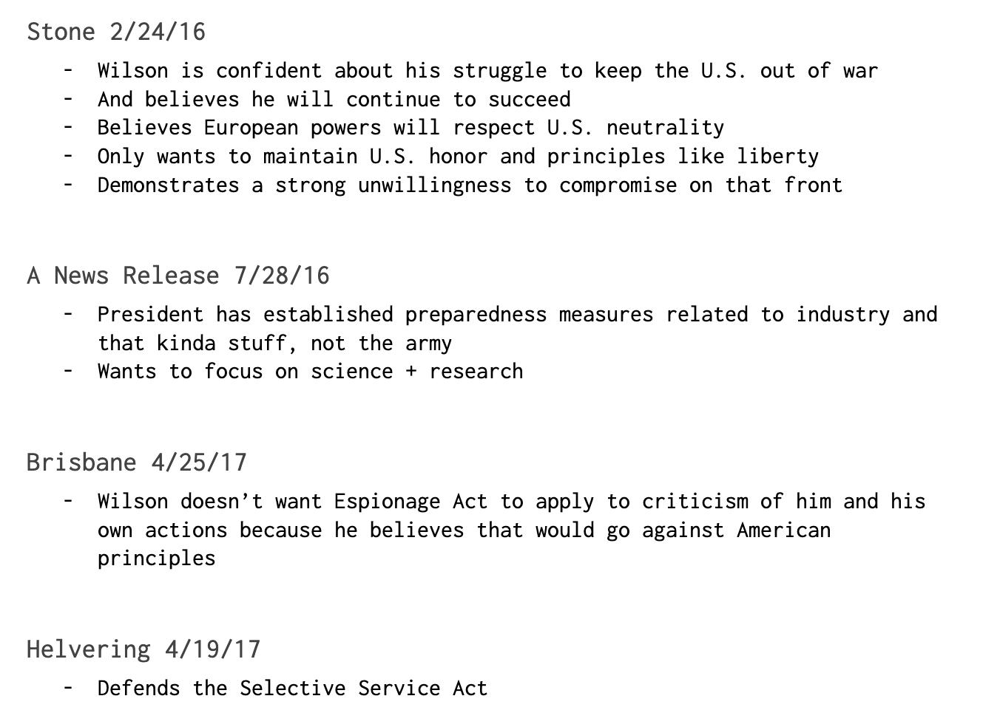 Stone 2/24/16
- Wilson is confident about his struggle to keep the U.S. out of war
- And believes he will continue to succeed
- Believes European powers will respect U.S. neutrality
- Only wants to maintain U.S. honor and principles like liberty
- Demonstrates a strong unwillingness to compromise on that front
A News Release 7/28/16
- President has established preparedness measures related to industry and
that kinda stuff, not the army
- Wants to focus on science + research
Brisbane 4/25/17
- Wilson doesn’t want Espionage Act to apply to criticism of him and his
own actions because he believes that would go against American
principles
Helvering 4/19/17
- Defends the Selective Service Act